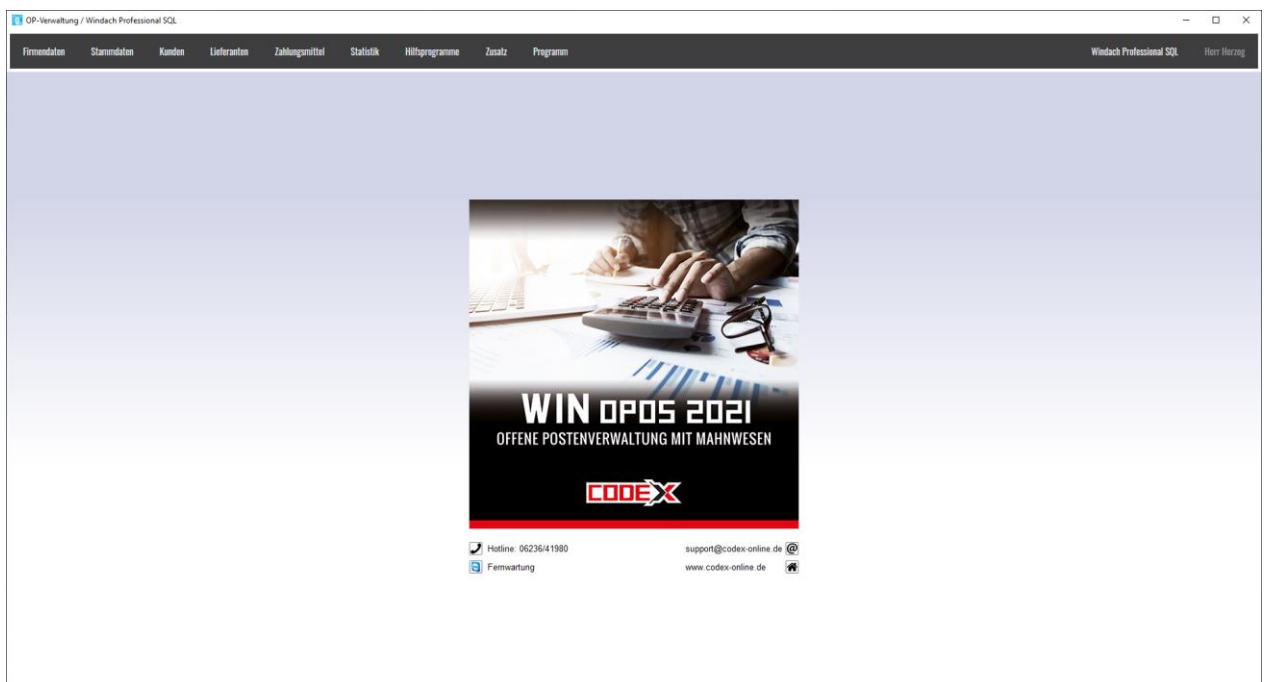 OP-Verwaltung / Windach Professional SQL
Firmendaten Stammdaten Kunden Lieferanten Zahlungsmittel Statistik Hilfsprogramme Zusatz Programm Windach Professional SQL Herr Herzog
WIN OPOS 2021
OFFENE POSTENVERWALTUNG MIT MAHNWESEN
CODEX
Hotline: 06236/41980 support@codex-online.de
Fernwartung www.codex-online.de